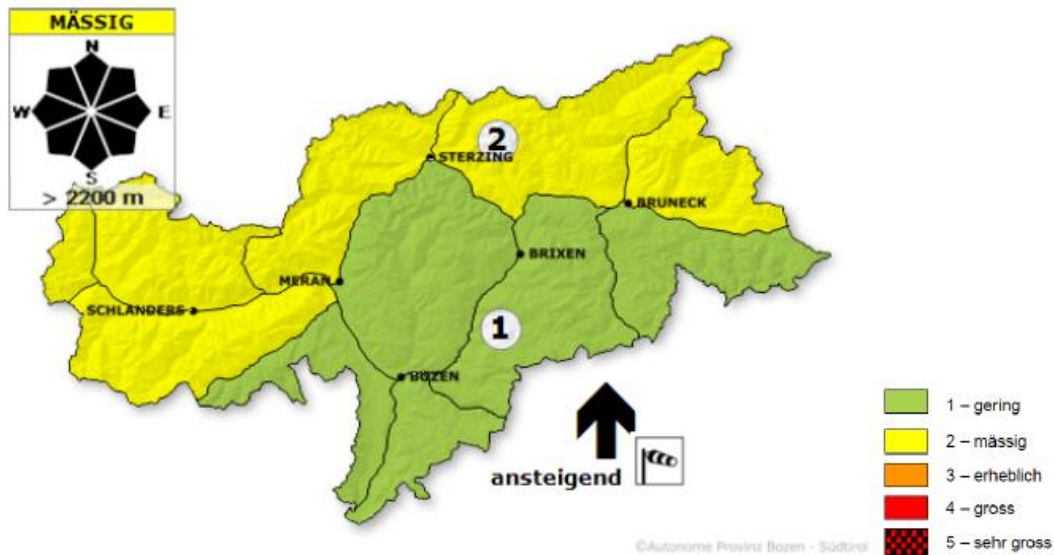 MÄSSIG
N
W
E
S
> 2200 m
2
STERZING
BRUNECK
BRIXEN
MERAN
SCHLANDERS
1
BOZEN
ansteigend
1 – gering
2 – mässig
3 – erheblich
4 – gross
5 – sehr gross
©Autonome Provinz Bozen - Südtirol